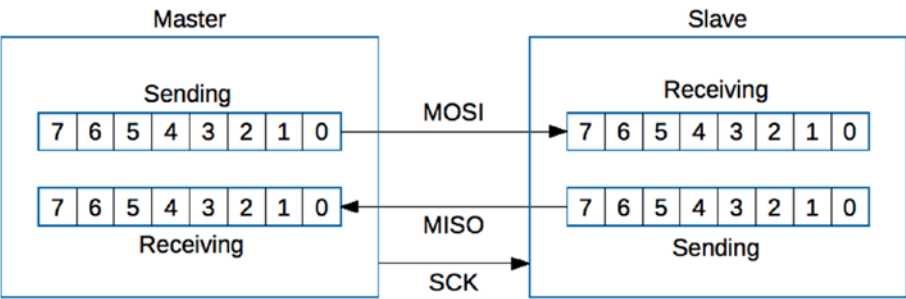 Master
Slave
Sending
Receiving
7 6 5 4 3 2 1 0
MOSI
7 6 5 4 3 2 1 0
7 6 5 4 3 2 1 0
MISO
7 6 5 4 3 2 1 0
Receiving
Sending
SCK